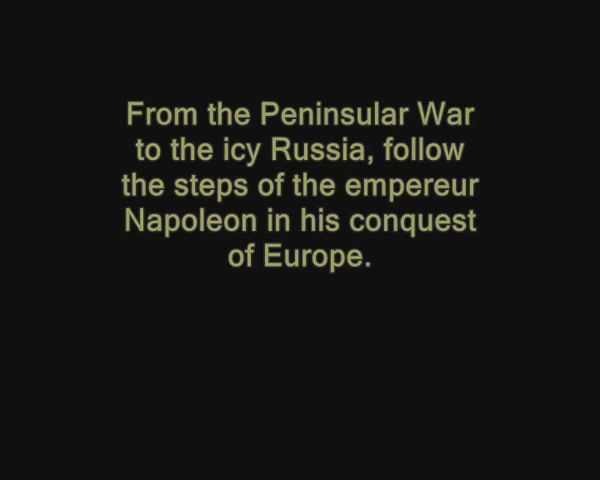 From the Peninsular War
to the icy Russia, follow
the steps of the empereur
Napoleon in his conquest
of Europe.